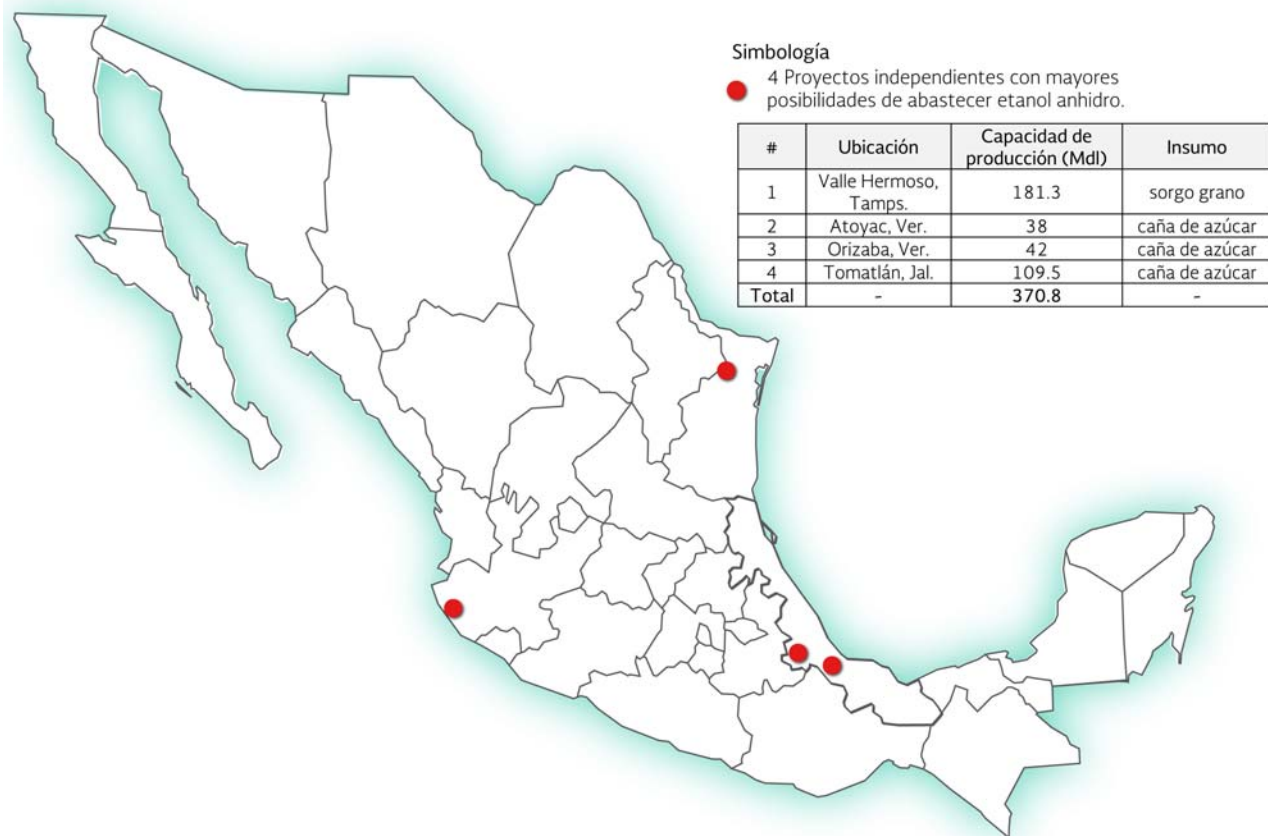 Simbología
4 Proyectos independientes con mayores
posibilidades de abastecer etanol anhidro.
# Ubicación Capacidad de producción (Mdl) Insumo
1 Valle Hermoso, Tamps. 181.3 sorgo grano
2 Atoyac, Ver. 38 caña de azúcar
3 Orizaba, Ver. 42 caña de azúcar
4 Tomatlán, Jal. 109.5 caña de azúcar
Total - 370.8 -